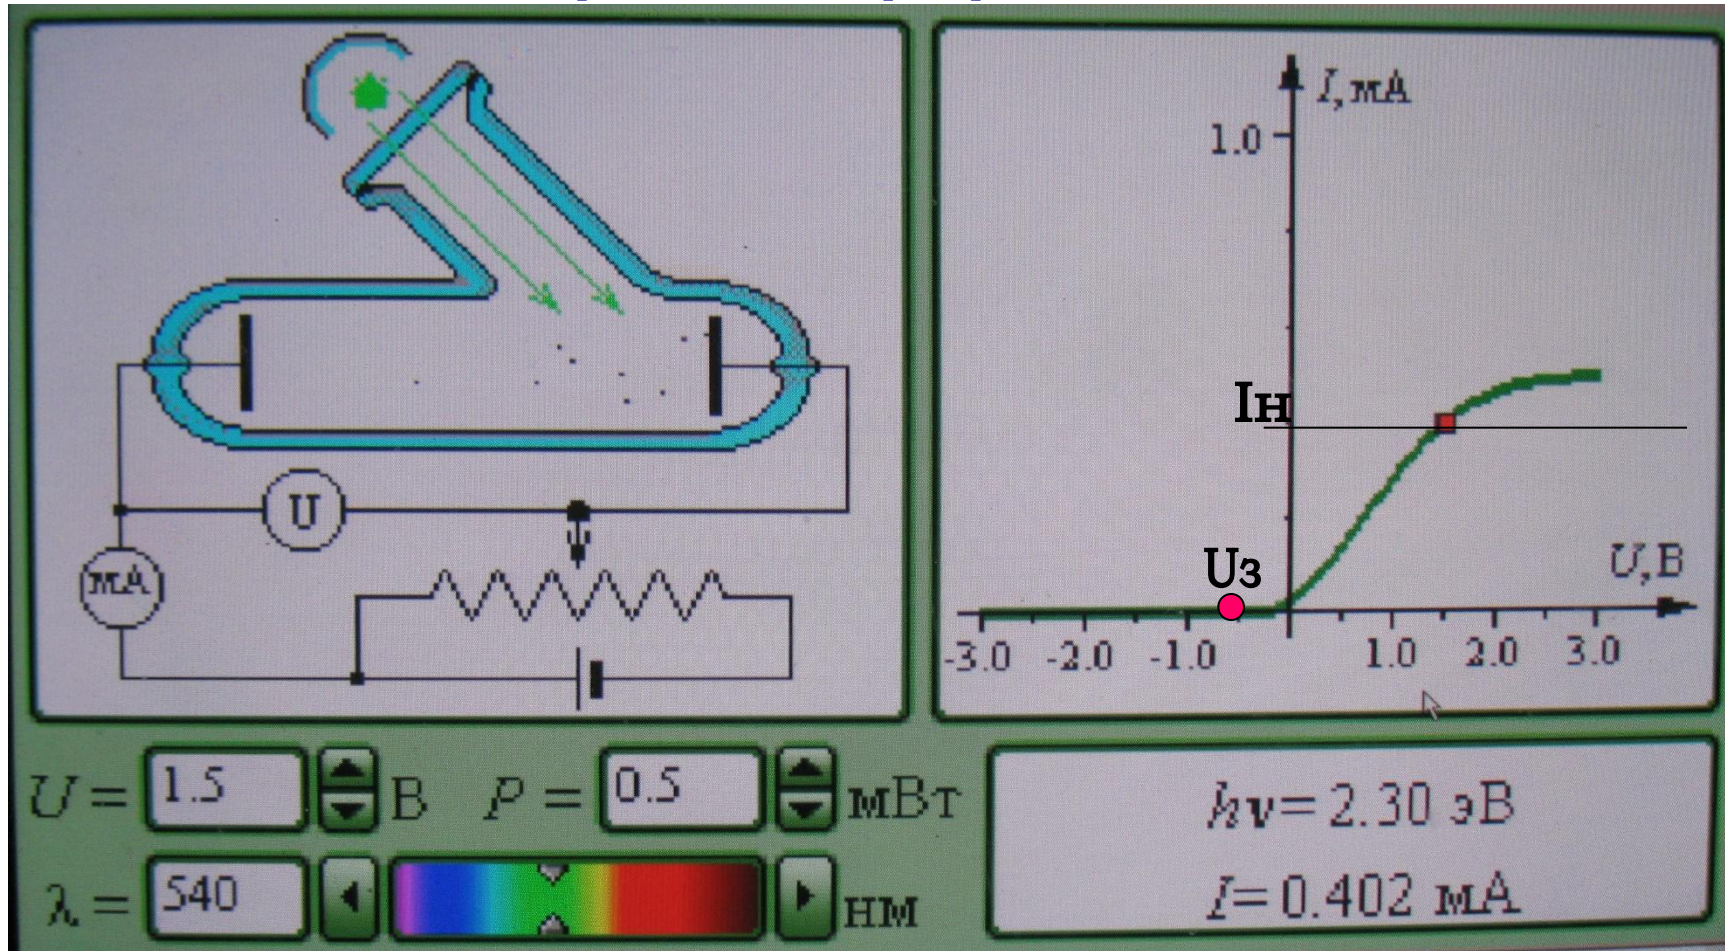 U
мА
I, мА
1.0
Iн
Uз
U, В
-3.0 -2.0 -1.0 1.0 2.0 3.0
U = 1.5 В P = 0.5 мВт
λ = 540 нм
hν = 2.30 эВ
I = 0.402 мА